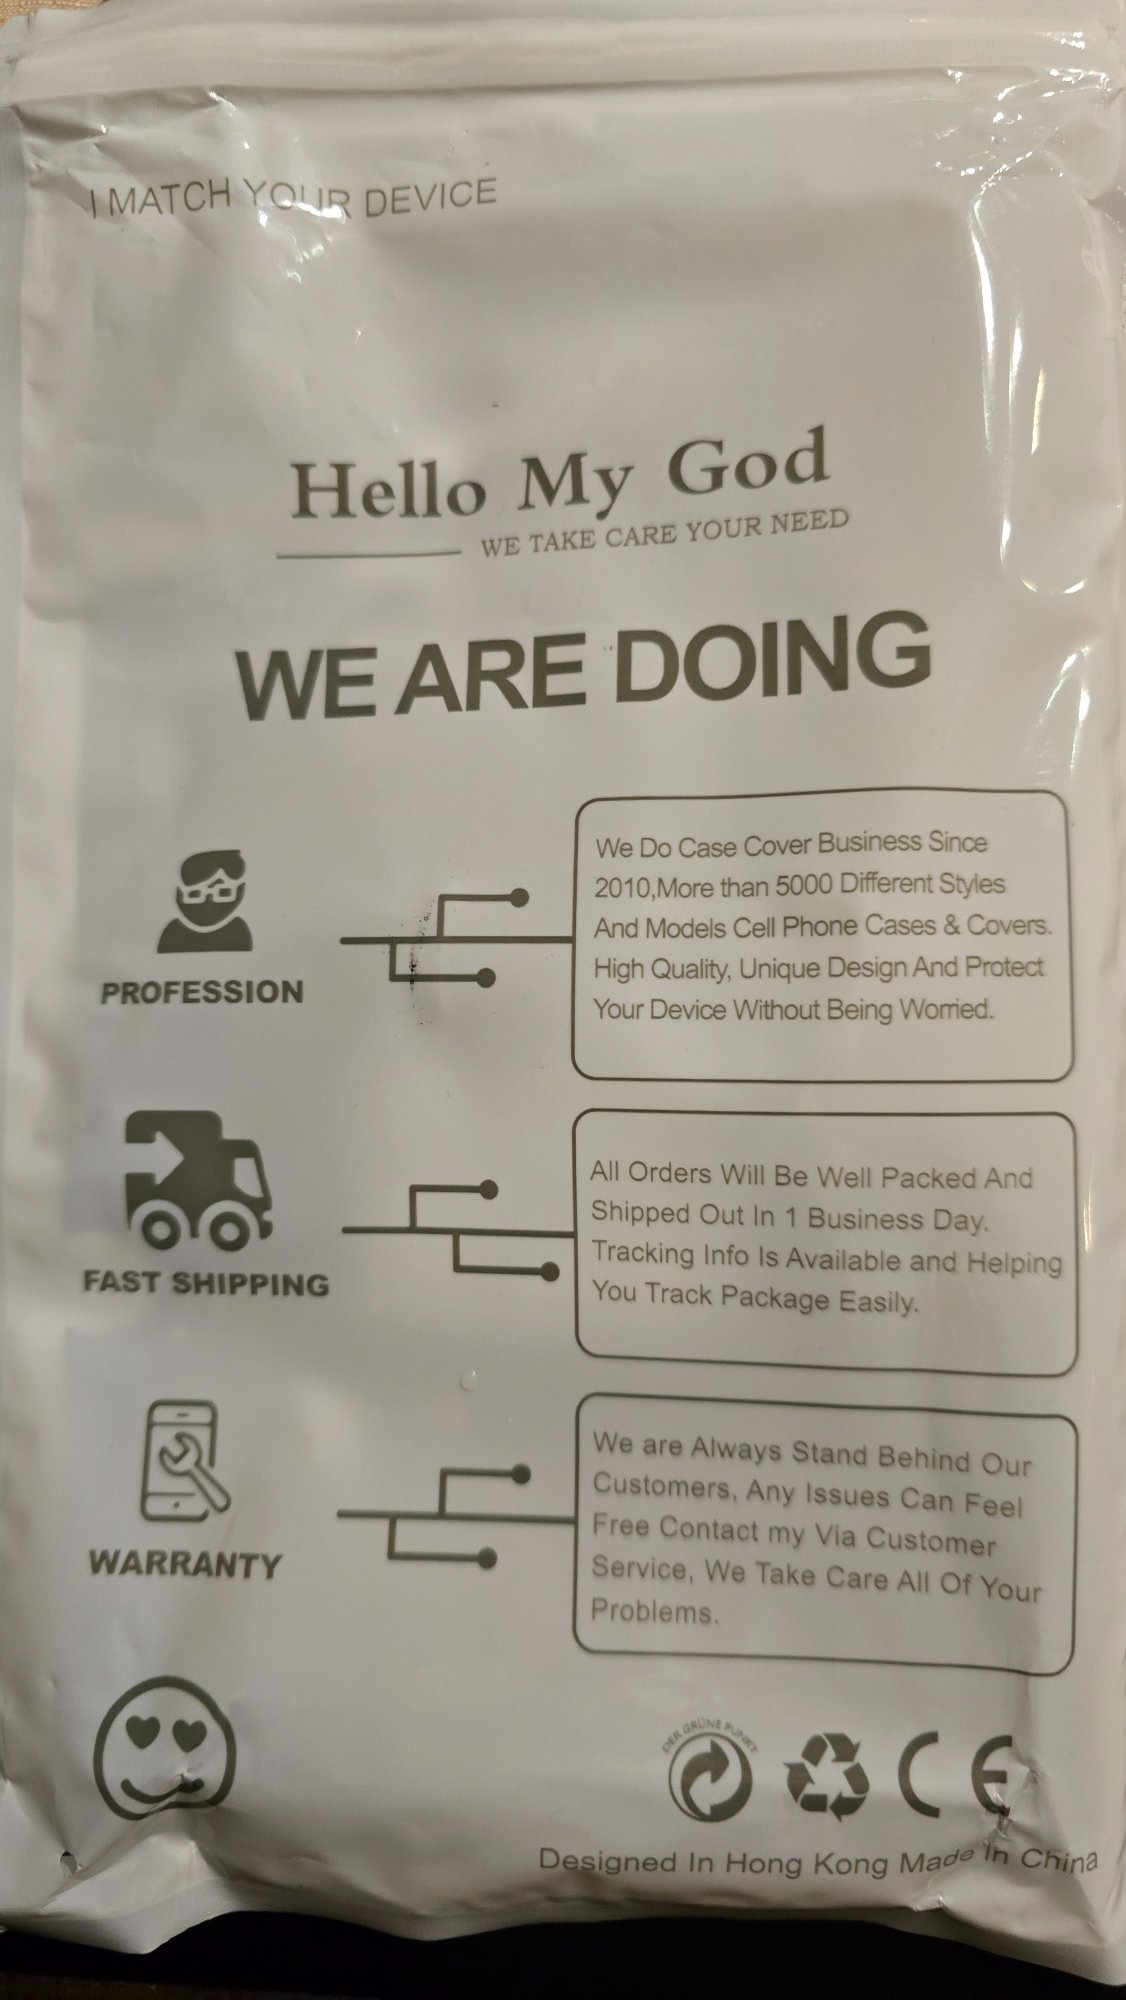 I MATCH YOUR DEVICE
Hello My God
WE TAKE CARE YOUR NEED
WE ARE DOING
PROFESSION
We Do Case Cover Business Since
2010,More than 5000 Different Styles
And Models Cell Phone Cases & Covers.
High Quality, Unique Design And Protect
Your Device Without Being Worried.
FAST SHIPPING
All Orders Will Be Well Packed And
Shipped Out In 1 Business Day.
Tracking Info Is Available and Helping
You Track Package Easily.
WARRANTY
We are Always Stand Behind Our
Customers, Any Issues Can Feel
Free Contact my Via Customer
Service, We Take Care All Of Your
Problems.
DER GRÜNE PUNKT
CE
Designed In Hong Kong Made In China